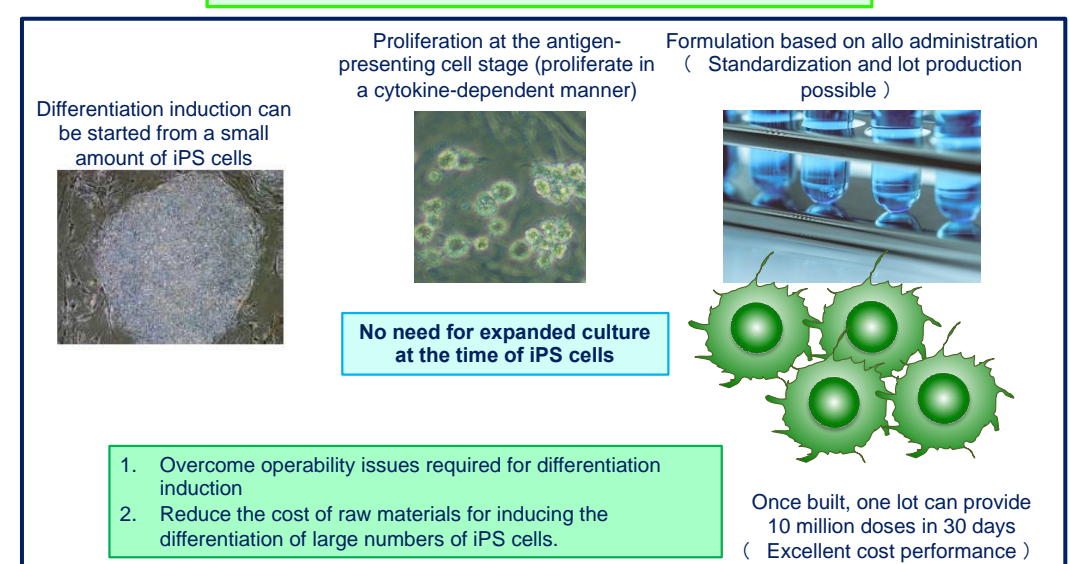 Differentiation induction can
be started from a small
amount of iPS cells
Proliferation at the antigen-
presenting cell stage (proliferate in
a cytokine-dependent manner)
Formulation based on allo administration
（ Standardization and lot production
possible ）
No need for expanded culture
at the time of iPS cells
1. Overcome operability issues required for differentiation
induction
2. Reduce the cost of raw materials for inducing the
differentiation of large numbers of iPS cells.
Once built, one lot can provide
10 million doses in 30 days
（ Excellent cost performance ）